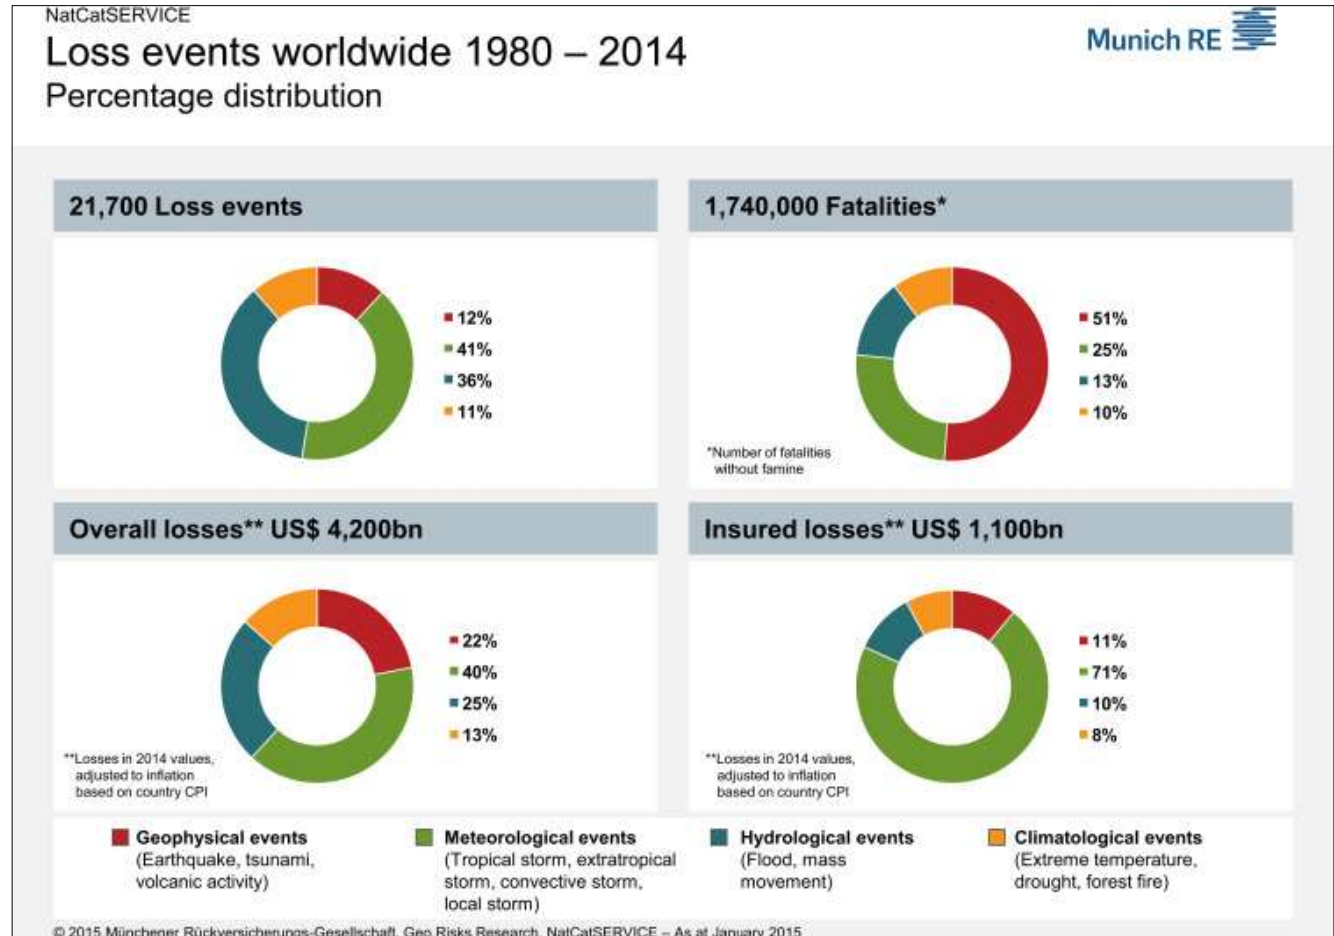 NatCatSERVICE
Loss events worldwide 1980 – 2014
Percentage distribution
Munich RE
21,700 Loss events
12%
41%
36%
11%
1,740,000 Fatalities*
51%
25%
13%
10%
*Number of fatalities
without famine
Overall losses** US$ 4,200bn
22%
40%
25%
13%
**Losses in 2014 values,
adjusted to inflation
based on country CPI
Insured losses** US$ 1,100bn
11%
71%
10%
8%
**Losses in 2014 values,
adjusted to inflation
based on country CPI
Geophysical events
(Earthquake, tsunami,
volcanic activity)
Meteorological events
(Tropical storm, extratropical
storm, convective storm,
local storm)
Hydrological events
(Flood, mass
movement)
Climatological events
(Extreme temperature,
drought, forest fire)
© 2015 Münchener Rückversicherungs-Gesellschaft, Geo Risks Research, NatCatSERVICE – As at January 2015